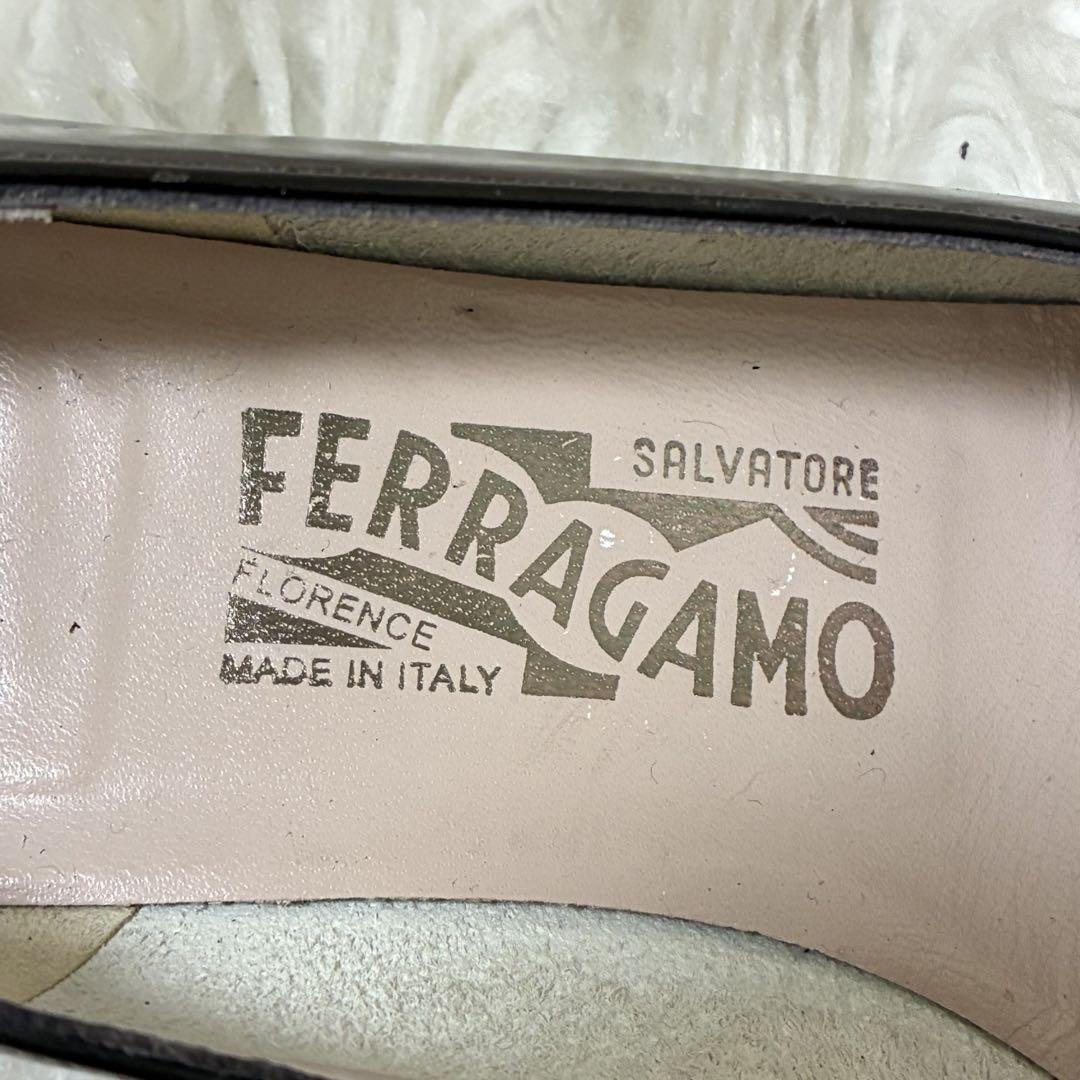 SALVATORE
FERRAGAMO
FLORENCE
MADE IN ITALY